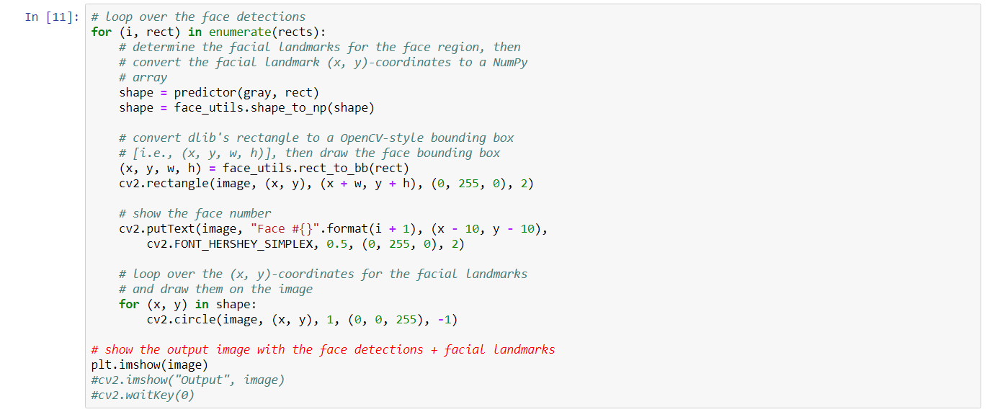 In [11]: # loop over the face detections
for (i, rect) in enumerate(rects):
    # determine the facial landmarks for the face region, then
    # convert the facial landmark (x, y)-coordinates to a NumPy
    # array
    shape = predictor(gray, rect)
    shape = face_utils.shape_to_np(shape)

    # convert dlib's rectangle to a OpenCV-style bounding box
    # [i.e., (x, y, w, h)], then draw the face bounding box
    (x, y, w, h) = face_utils.rect_to_bb(rect)
    cv2.rectangle(image, (x, y), (x + w, y + h), (0, 255, 0), 2)

    # show the face number
    cv2.putText(image, "Face #{}".format(i + 1), (x - 10, y - 10),
        cv2.FONT_HERSHEY_SIMPLEX, 0.5, (0, 255, 0), 2)

    # loop over the (x, y)-coordinates for the facial landmarks
    # and draw them on the image
    for (x, y) in shape:
        cv2.circle(image, (x, y), 1, (0, 0, 255), -1)

# show the output image with the face detections + facial landmarks
plt.imshow(image)
#cv2.imshow("Output", image)
#cv2.waitKey(0)